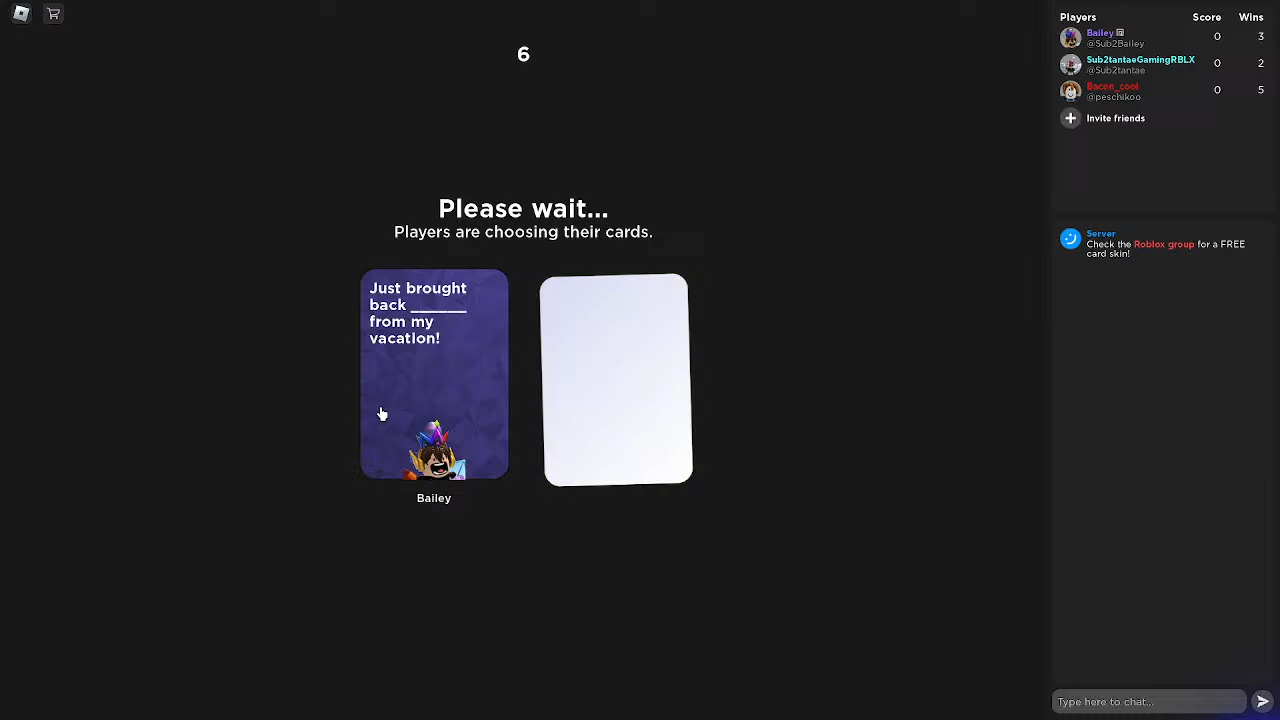 6
Please wait...
Players are choosing their cards.
Just brought
back ______
from my
vacation!
Bailey
Players Score Wins
Bailey 0 3
@Sub2Bailey
Sub2tantaeGamingRBLX 0 2
@Sub2tantae
Bacon_cool 0 5
@peschikoo
Invite friends
Server
Check the Roblox group for a FREE
card skin!
Type here to chat...